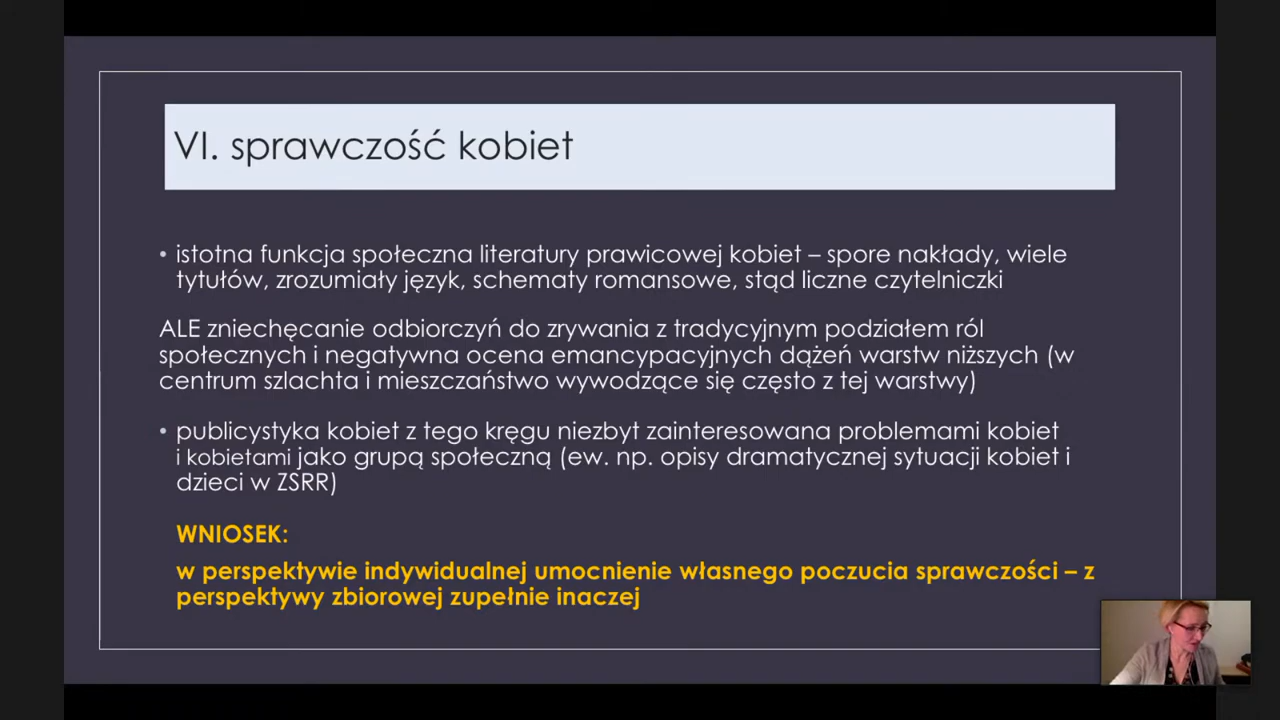 VI. sprawczość kobiet
• istotna funkcja społeczna literatury prawicowej kobiet – spore nakłady, wiele
tytułów, zrozumiały język, schematy romansowe, stąd liczne czytelniczki
ALE zniechęcanie odbiorczyń do zrywania z tradycyjnym podziałem ról
społecznych i negatywna ocena emancypacyjnych dążeń warstw niższych (w
centrum szlachta i mieszczaństwo wywodzące się często z tej warstwy)
• publicystyka kobiet z tego kręgu niezbyt zainteresowana problemami kobiet
i kobietami jako grupą społeczną (ew. np. opisy dramatycznej sytuacji kobiet i
dzieci w ZSRR)
WNIOSEK:
w perspektywie indywidualnej umocnienie własnego poczucia sprawczości – z
perspektywy zbiorowej zupełnie inaczej